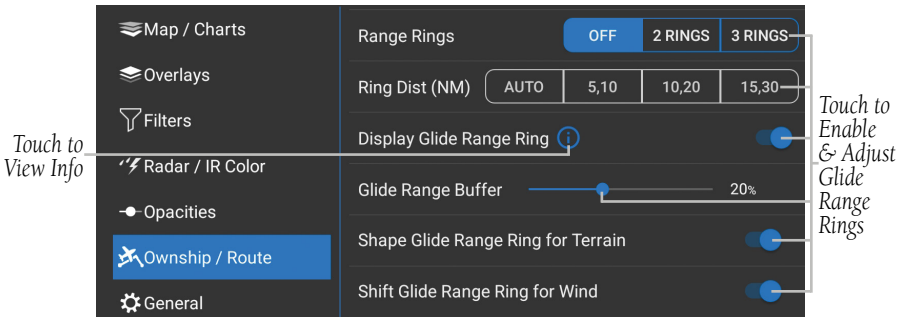 Map / Charts
Overlays
Filters
Radar / IR Color
Opacities
Ownship / Route
General
Range Rings OFF 2 RINGS 3 RINGS
Ring Dist (NM) AUTO 5,10 10,20 15,30
Display Glide Range Ring i
Glide Range Buffer 20%
Shape Glide Range Ring for Terrain
Shift Glide Range Ring for Wind
Touch to
View Info
Touch to
Enable
& Adjust
Glide
Range
Rings